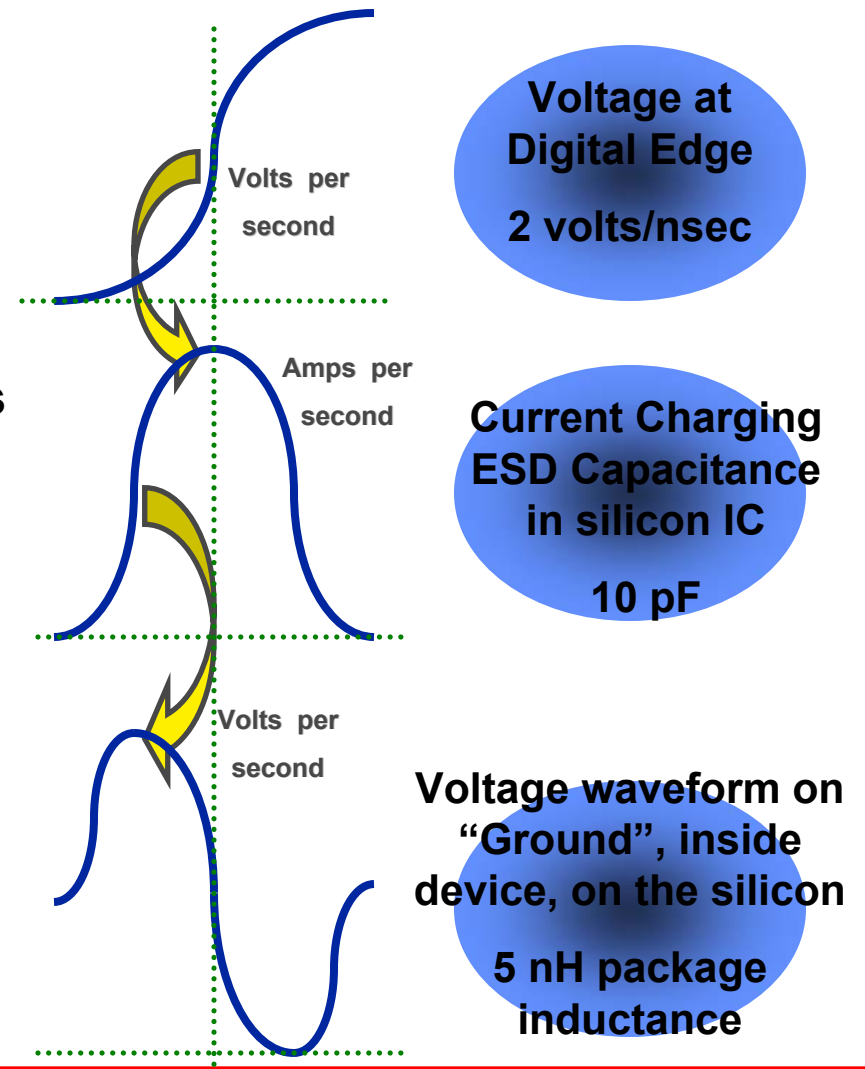 Voltage at
Digital Edge
2 volts/nsec
Volts per
second
Amps per
second
s
Current Charging
ESD Capacitance
in silicon IC
10 pF
Volts per
second
Voltage waveform on
“Ground”, inside
device, on the silicon
5 nH package
inductance